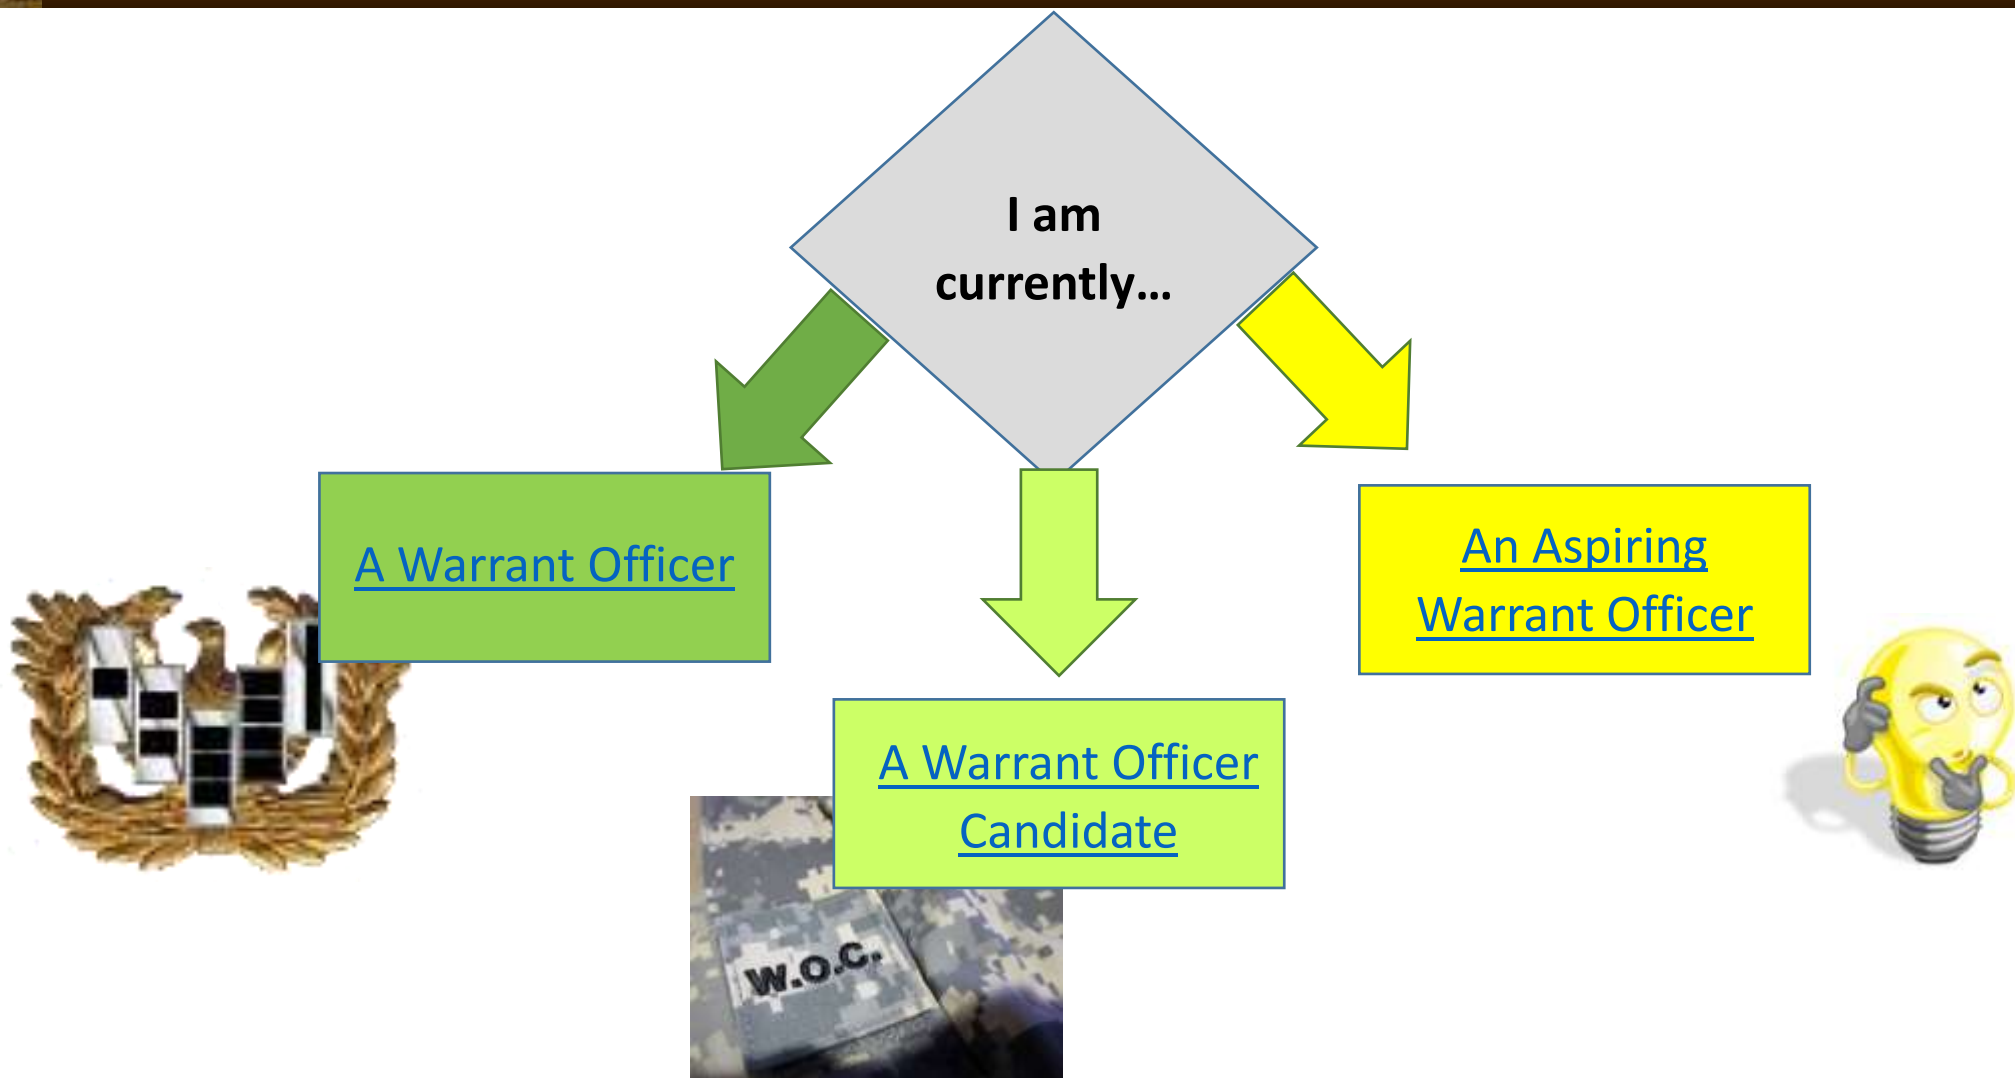 I am
currently…
A Warrant Officer
An Aspiring
Warrant Officer
A Warrant Officer
Candidate
W.O.C.